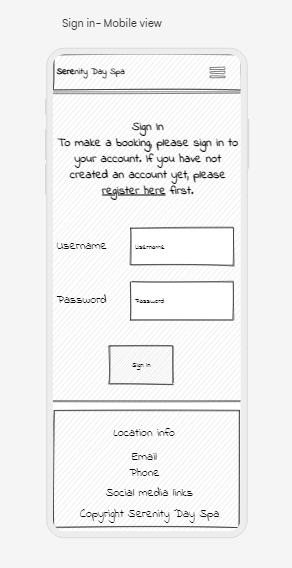 Sign in- Mobile view
Serenity Day Spa
Sign In
To make a booking, please sign in to
your account. If you have not
created an account yet, please
register here first.
Username
Username
Password
Password
Sign In
Location info
Email
Phone
Social media links
Copyright Serenity Day Spa